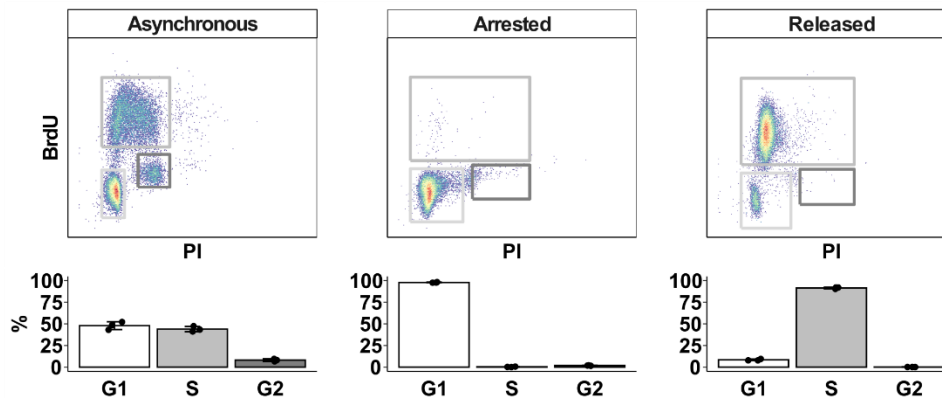 Asynchronous Arrested Released
BrdU
PI PI PI
%
100 100 100
75 75 75
50 50 50
25 25 25
0 0 0
G1 S G2 G1 S G2 G1 S G2